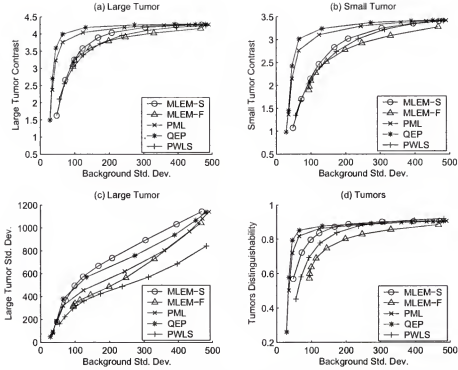 (a) Large Tumor
4.5
4
3.5
3
2.5
2
1.5
1
0.5
Large Tumor Contrast
0 100 200 300 400 500
Background Std. Dev.
MLEM-S
MLEM-F
PML
QEP
PWLS
(b) Small Tumor
3.5
3
2.5
2
1.5
1
0.5
Small Tumor Contrast
0 100 200 300 400 500
Background Std. Dev.
MLEM-S
MLEM-F
PML
QEP
PWLS
(c) Large Tumor
1200
1000
800
600
400
200
0
Large Tumor Std. Dev.
0 100 200 300 400 500
Background Std. Dev.
MLEM-S
MLEM-F
PML
QEP
PWLS
(d) Tumors
1
0.8
0.6
0.4
0.2
Tumors Distinguishability
0 100 200 300 400 500
Background Std. Dev.
MLEM-S
MLEM-F
PML
QEP
PWLS